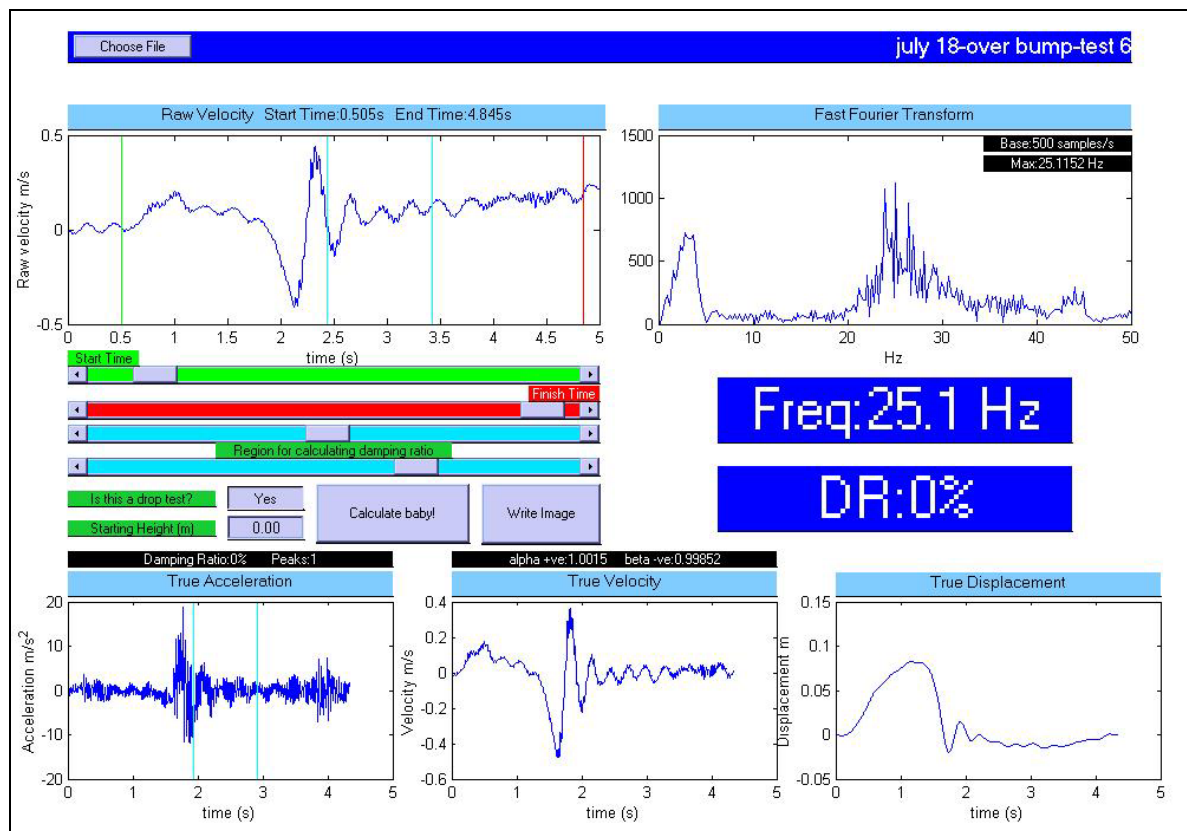 Choose File
july 18-over bump-test 6
Raw Velocity Start Time:0.505s End Time:4.845s
0.5
0
-0.5
Raw velocity m/s
0 0.5 1 1.5 2 2.5 3 3.5 4 4.5 5
time (s)
Fast Fourier Transform
Base:500 samples/s
Max:25.1152 Hz
1500
1000
500
0
0 10 20 30 40 50
Hz
Start Time
Finish Time
Region for calculating damping ratio
Is this a drop test? Yes
Starting Height (m) 0.00
Calculate baby!
Write Image
Freq:25.1 Hz
DR:0%
Damping Ratio:0% Peaks:1
True Acceleration
20
10
0
-10
-20
Acceleration m/s²
0 1 2 3 4 5
time (s)
alpha +ve:1.0015 beta -ve:0.99852
True Velocity
0.4
0.2
0
-0.2
-0.4
-0.6
Velocity m/s
0 1 2 3 4 5
time (s)
True Displacement
0.15
0.1
0.05
0
-0.05
Displacement m
0 1 2 3 4 5
time (s)